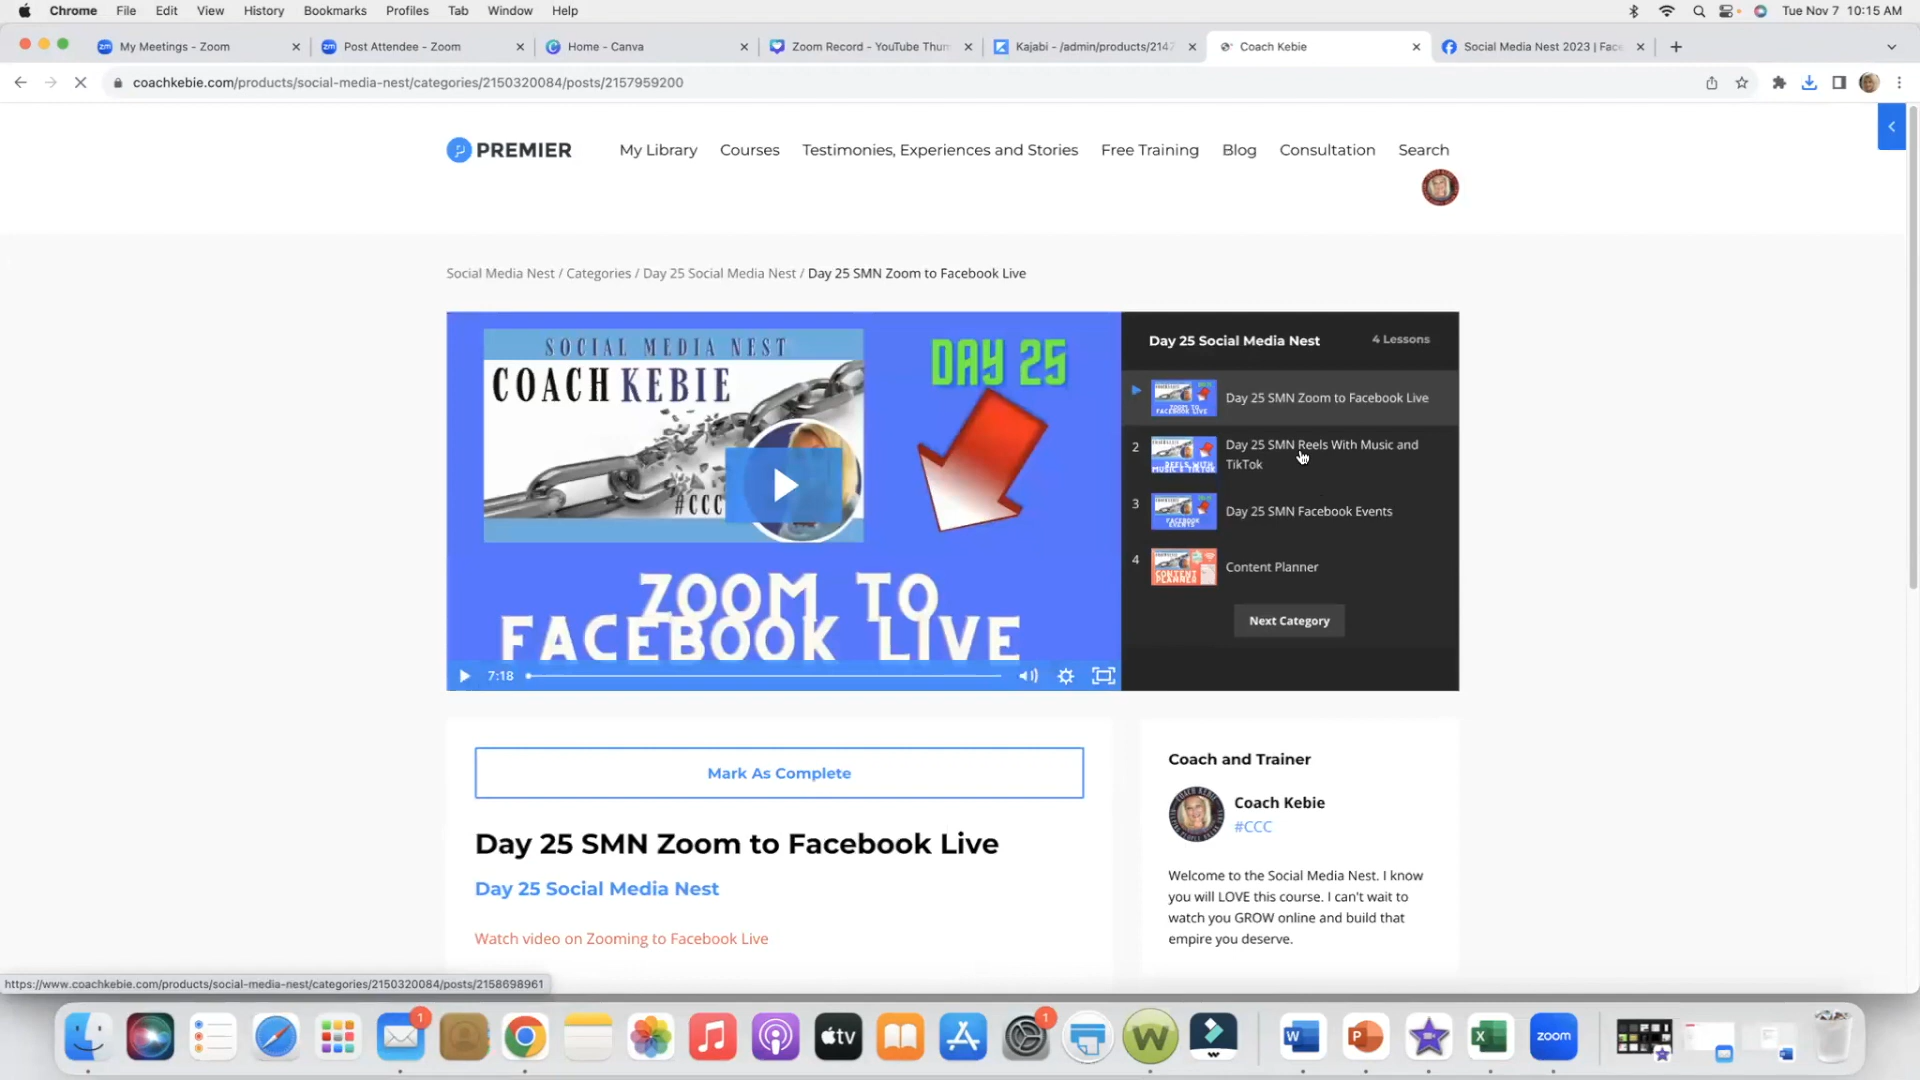 Chrome File Edit View History Bookmarks Profiles Tab Window Help Tue Nov 7 10:15 AM
My Meetings - Zoom Post Attendee - Zoom Home - Canva Zoom Record - YouTube Thum Kajabi - /admin/products/2147 Coach Kebie Social Media Nest 2023 | Fac
coachkebie.com/products/social-media-nest/categories/2150320084/posts/2157959200
PREMIER My Library Courses Testimonies, Experiences and Stories Free Training Blog Consultation Search
Social Media Nest / Categories / Day 25 Social Media Nest / Day 25 SMN Zoom to Facebook Live
SOCIAL MEDIA NEST
COACH KEBIE
#CCC
DAY 25
ZOOM TO
FACEBOOK LIVE
7:18
Day 25 Social Media Nest 4 Lessons
Day 25 SMN Zoom to Facebook Live
2 Day 25 SMN Reels With Music and
TikTok
3 Day 25 SMN Facebook Events
4 Content Planner
Next Category
Mark As Complete
Day 25 SMN Zoom to Facebook Live
Day 25 Social Media Nest
Watch video on Zooming to Facebook Live
Coach and Trainer
Coach Kebie
#CCC
Welcome to the Social Media Nest. I know
you will LOVE this course. I can't wait to
watch you GROW online and build that
empire you deserve.
https://www.coachkebie.com/products/social-media-nest/categories/2150320084/posts/2158698961
1 tv 1 W W P X zoom